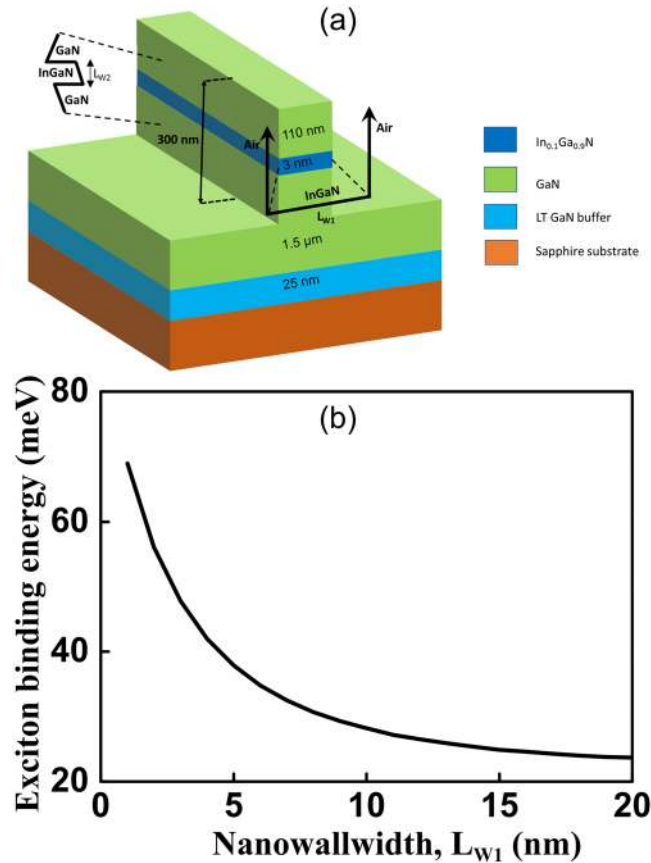 (a)
GaN
InGaN
GaN
L_W2
300 nm
Air
Air
110 nm
3 nm
InGaN
L_W1
1.5 μm
25 nm
In₀.₁Ga₀.₉N
GaN
LT GaN buffer
Sapphire substrate
(b)
Exciton binding energy (meV)
80
60
40
20
0 5 10 15 20
Nanowallwidth, L_W1 (nm)